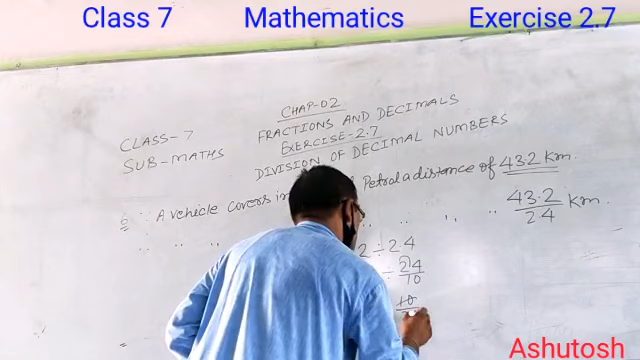 Class 7 Mathematics Exercise 2.7
CHAP-02
CLASS-7 FRACTIONS AND DECIMALS
EXERCISE-2.7
SUB-MATHS DIVISION OF DECIMAL NUMBERS
6 ∵ A vehicle covers in Petrol a distance of 43.2 Km.
∴ " " " " " " 43.2/2.4 Km
2 ÷ 2.4
÷ 24/10
10
Ashutosh